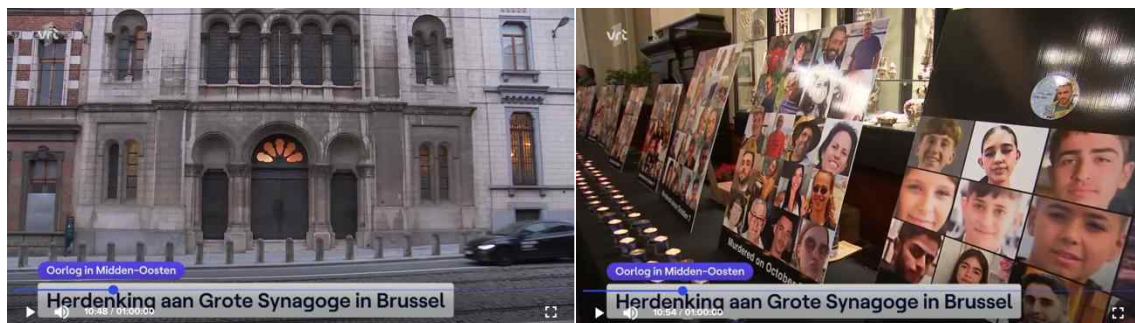 vrt
Oorlog in Midden-Oosten
Herdenking aan Grote Synagoge in Brussel
10:48 / 01:00:00
vrt
Murdered on October
Oorlog in Midden-Oosten
Herdenking aan Grote Synagoge in Brussel
10:54 / 01:00:00